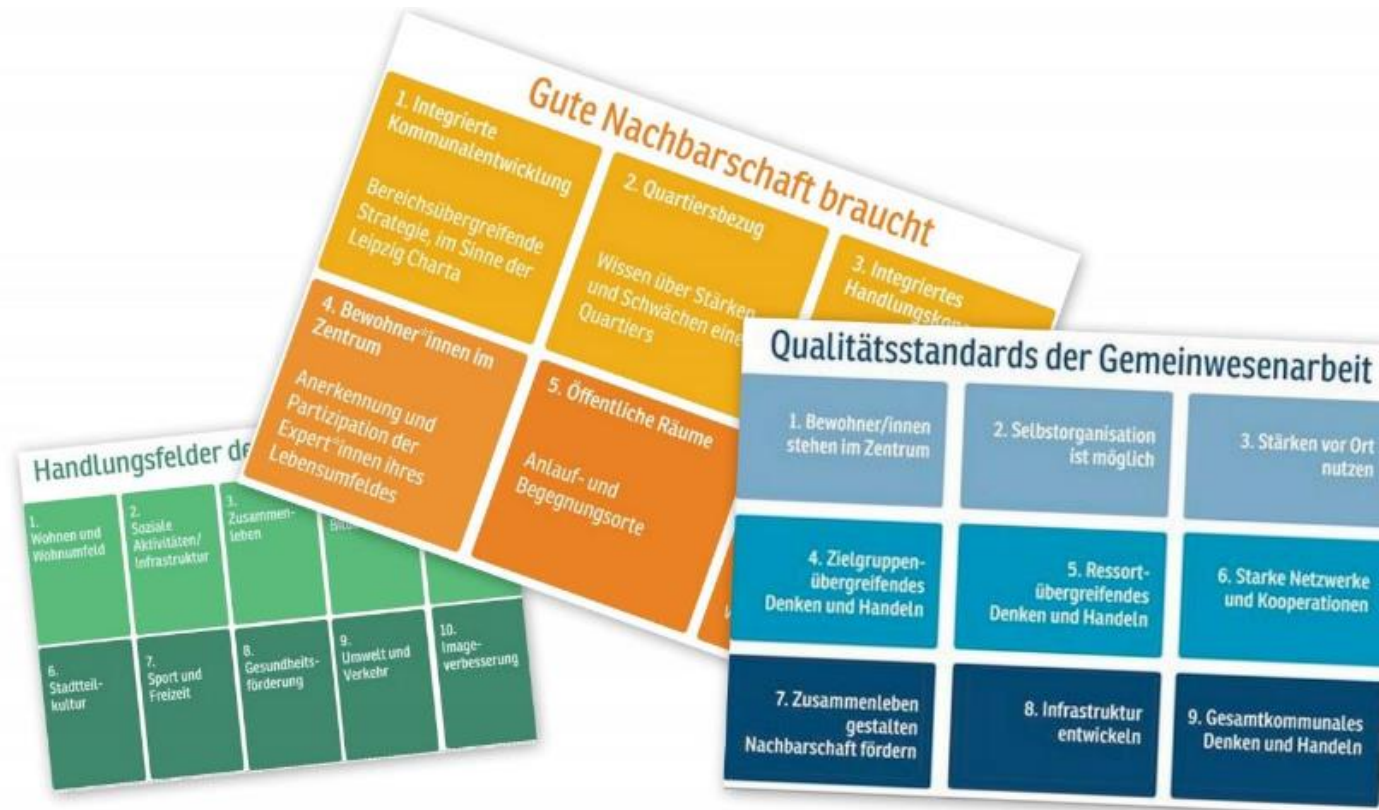 Gute Nachbarschaft braucht
1. Integrierte
Kommunalentwicklung
Bereichsübergreifende
Strategie, im Sinne der
Leipzig Charta
2. Quartiersbezug
Wissen über Stärken
und Schwächen eine
Quartiers
3. Integriertes
4. Bewohner*innen im
Zentrum
Anerkennung und
Partizipation der
Expert*innen ihres
Lebensumfeldes
5. Öffentliche Räume
Anlauf- und
Begegnungsorte
Qualitätsstandards der Gemeinwesenarbeit
1. Bewohner/innen
stehen im Zentrum
2. Selbstorganisation
ist möglich
3. Stärken vor Ort
nutzen
4. Zielgruppen-
übergreifendes
Denken und Handeln
5. Ressort-
übergreifendes
Denken und Handeln
6. Starke Netzwerke
und Kooperationen
7. Zusammenleben
gestalten
Nachbarschaft fördern
8. Infrastruktur
entwickeln
9. Gesamtkommunales
Denken und Handeln
Handlungsfelder
1.
Wohnen und
Wohnumfeld
2.
Soziale
Aktivitäten/
Infrastruktur
3.
Zusammen-
leben
6.
Stadtteil-
kultur
7.
Sport und
Freizeit
8.
Gesundheits-
förderung
9.
Umwelt und
Verkehr
10.
Image-
verbesserung